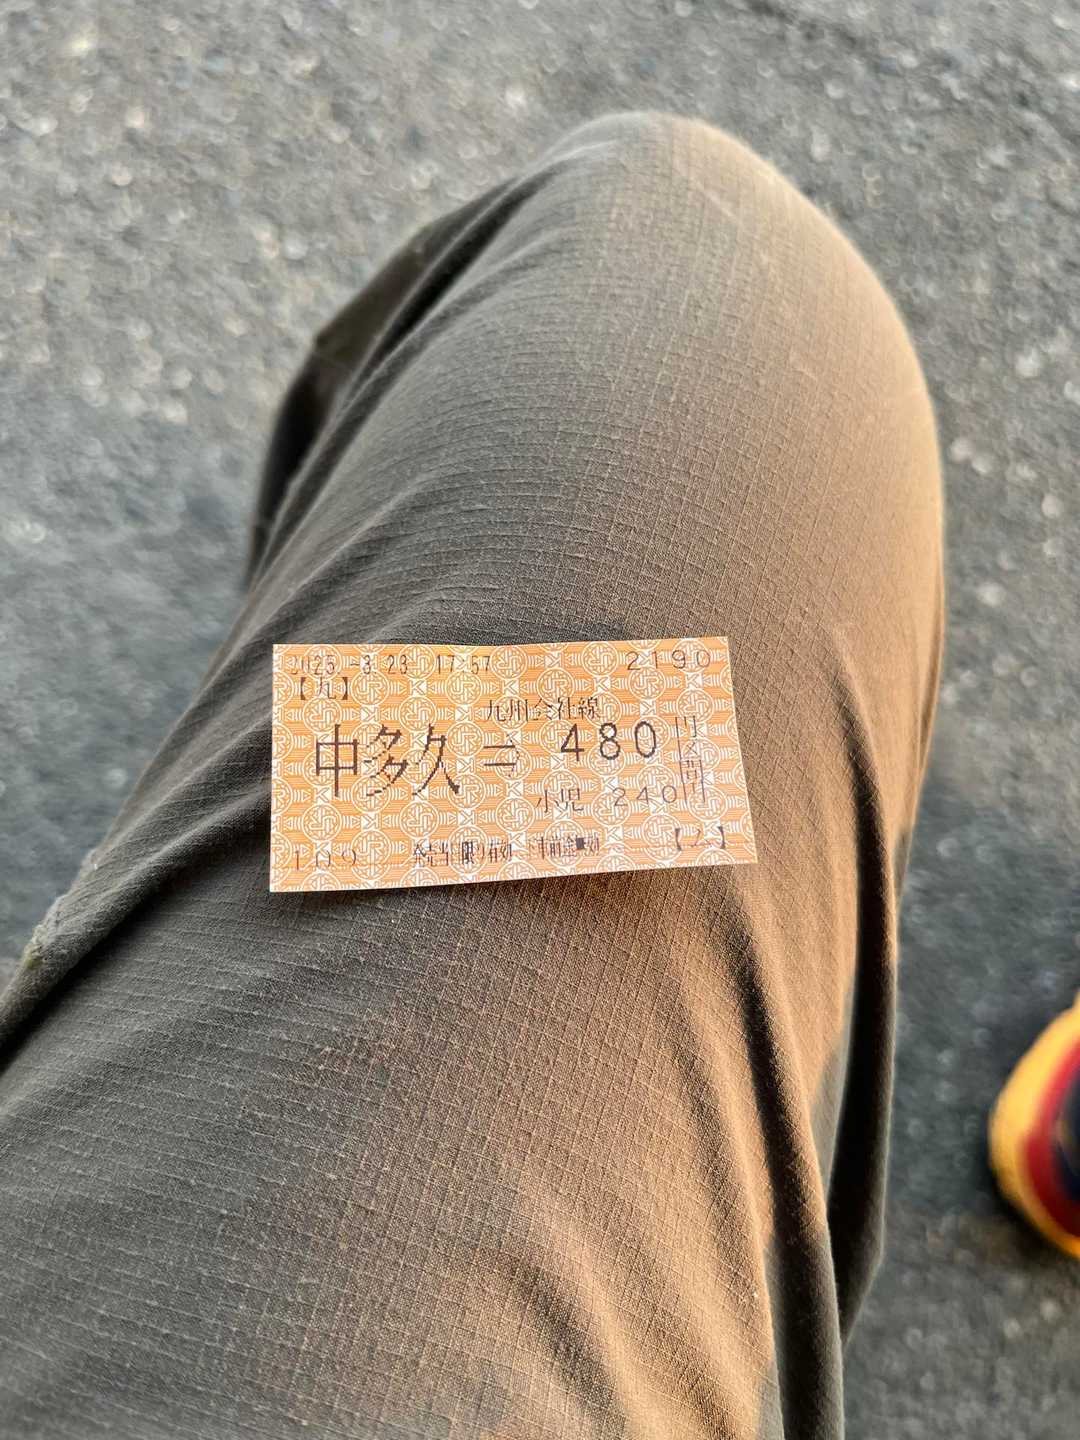 2025.-3.23 17:57 2190
【九】
九州会社線
中多久 ⇒ 480円区間
小児 240円
109 発売当日限り有効 下車前途無効 【ム】